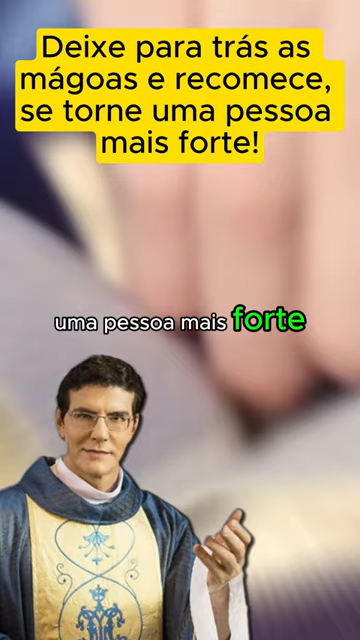 Deixe para trás as
mágoas e recomece,
se torne uma pessoa
mais forte!
uma pessoa mais forte